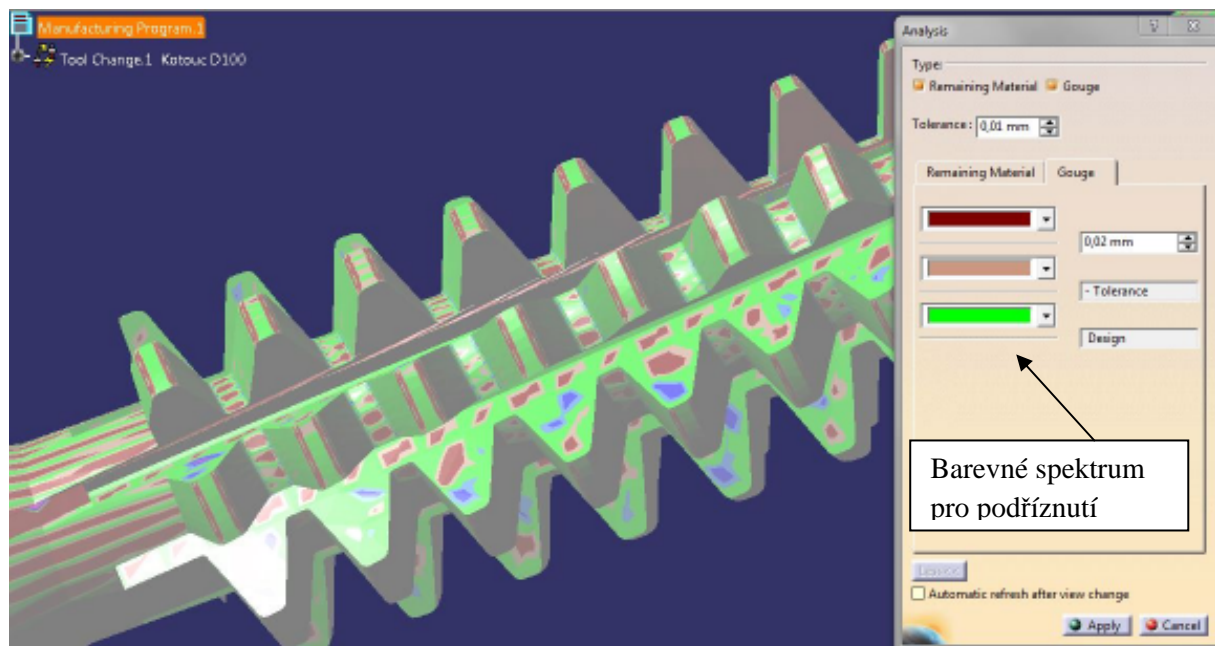 Manufacturing Program.1
Tool Change.1 Kotouc D100
Analysis
Type:
Remaining Material Gouge
Tolerance: 0,01 mm
Remaining Material Gouge
0,02 mm
- Tolerance
Design
Barevné spektrum
pro podříznutí
Less<<
Automatic refresh after view change
Apply Cancel